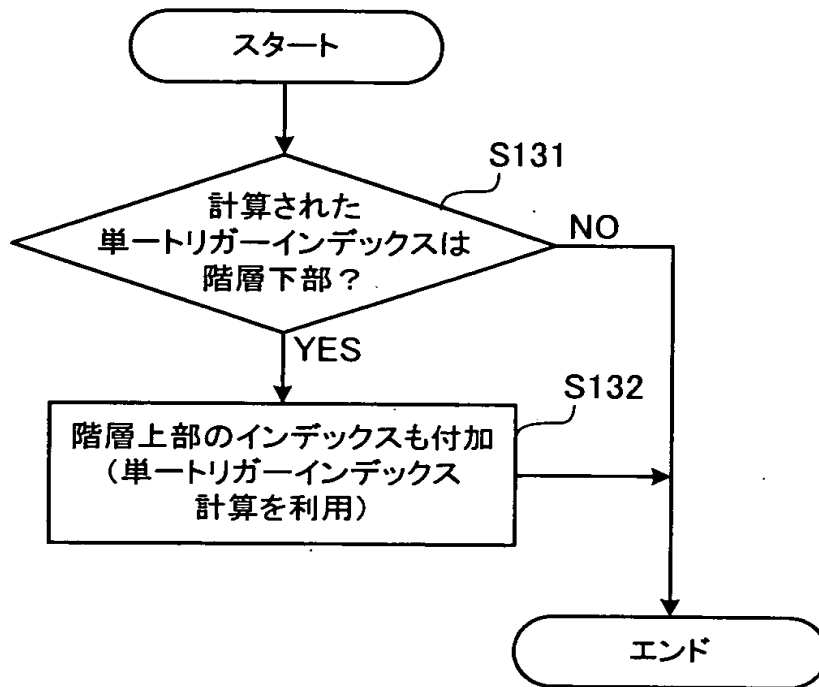 スタート
S131
計算された
単一トリガーインデックスは
階層下部？
NO
YES
S132
階層上部のインデックスも付加
（単一トリガーインデックス
計算を利用）
エンド